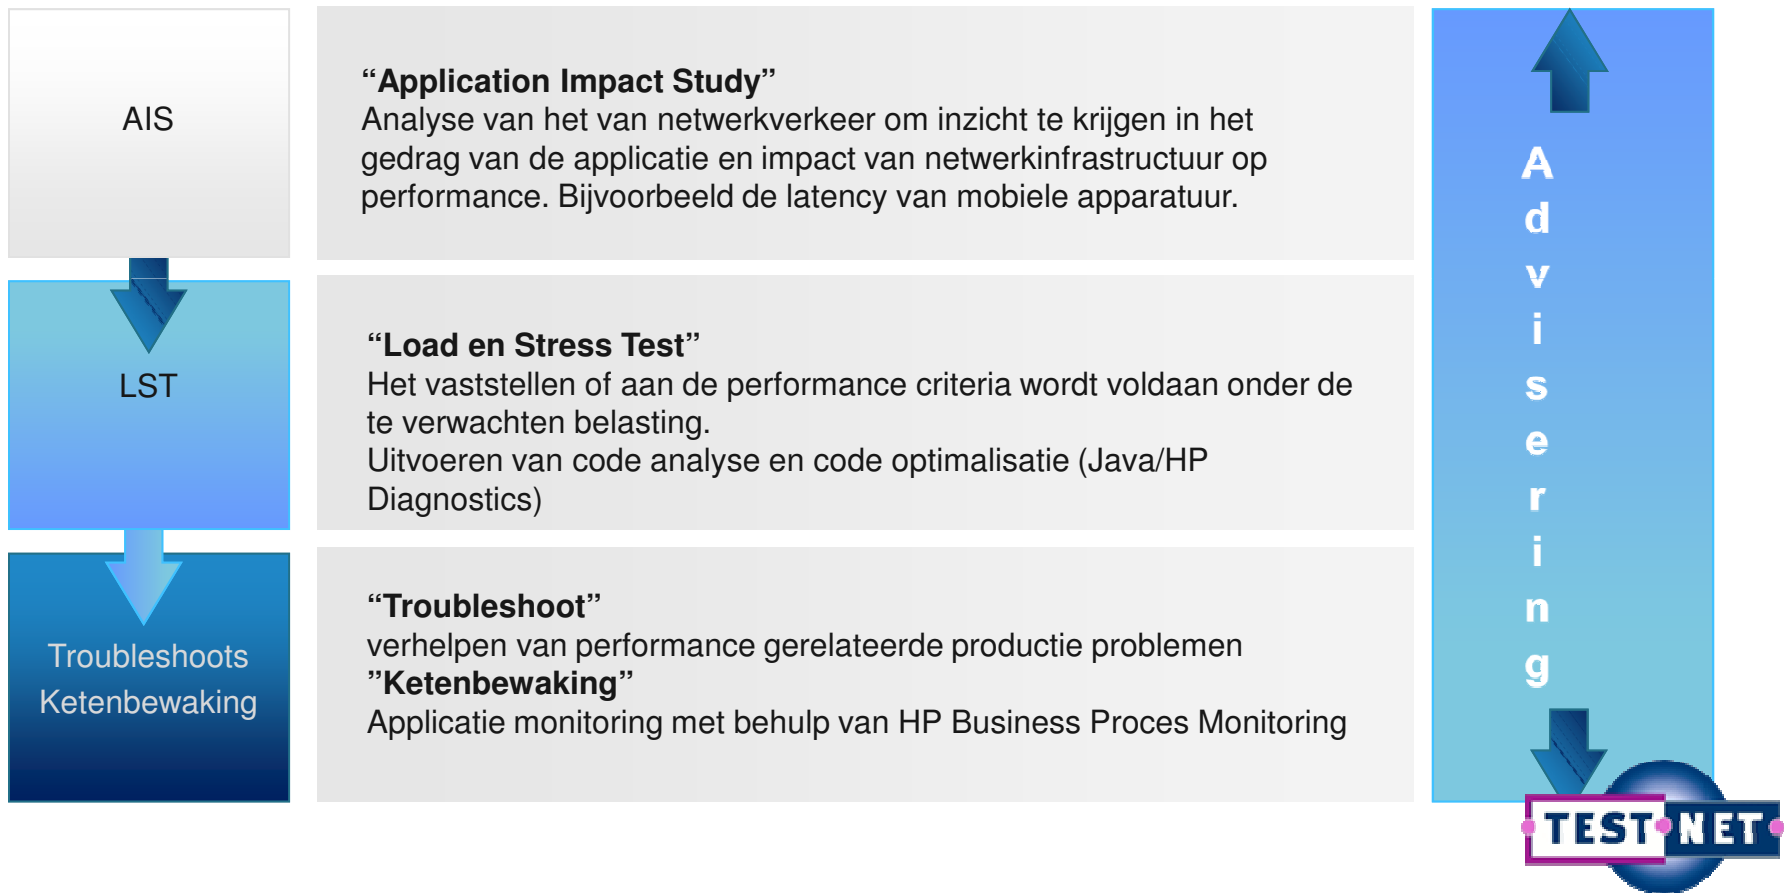 AIS
“Application Impact Study”
Analyse van het van netwerkverkeer om inzicht te krijgen in het
gedrag van de applicatie en impact van netwerkinfrastructuur op
performance. Bijvoorbeeld de latency van mobiele apparatuur.
LST
“Load en Stress Test”
Het vaststellen of aan de performance criteria wordt voldaan onder de
te verwachten belasting.
Uitvoeren van code analyse en code optimalisatie (Java/HP
Diagnostics)
Troubleshoots
Ketenbewaking
“Troubleshoot”
verhelpen van performance gerelateerde productie problemen
”Ketenbewaking”
Applicatie monitoring met behulp van HP Business Proces Monitoring
Advisering
TEST NET